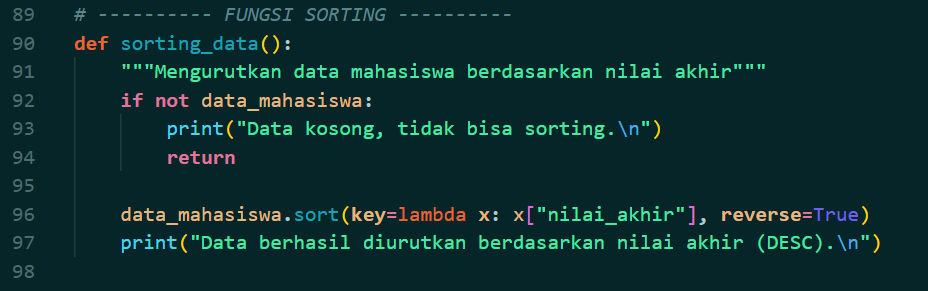 89 # ---------- FUNGSI SORTING ----------
90 def sorting_data():
91     """Mengurutkan data mahasiswa berdasarkan nilai akhir"""
92     if not data_mahasiswa:
93         print("Data kosong, tidak bisa sorting.\n")
94         return
95
96     data_mahasiswa.sort(key=lambda x: x["nilai_akhir"], reverse=True)
97     print("Data berhasil diurutkan berdasarkan nilai akhir (DESC).\n")
98